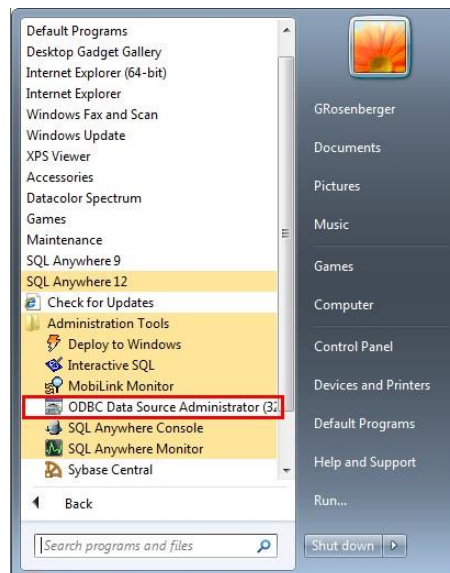 Default Programs
Desktop Gadget Gallery
Internet Explorer (64-bit)
Internet Explorer
Windows Fax and Scan
Windows Update
XPS Viewer
Accessories
Datacolor Spectrum
Games
Maintenance
SQL Anywhere 9
SQL Anywhere 12
Check for Updates
Administration Tools
Deploy to Windows
Interactive SQL
MobiLink Monitor
ODBC Data Source Administrator (32
SQL Anywhere Console
SQL Anywhere Monitor
Sybase Central
Back
Search programs and files
GRosenberger
Documents
Pictures
Music
Games
Computer
Control Panel
Devices and Printers
Default Programs
Help and Support
Run...
Shut down